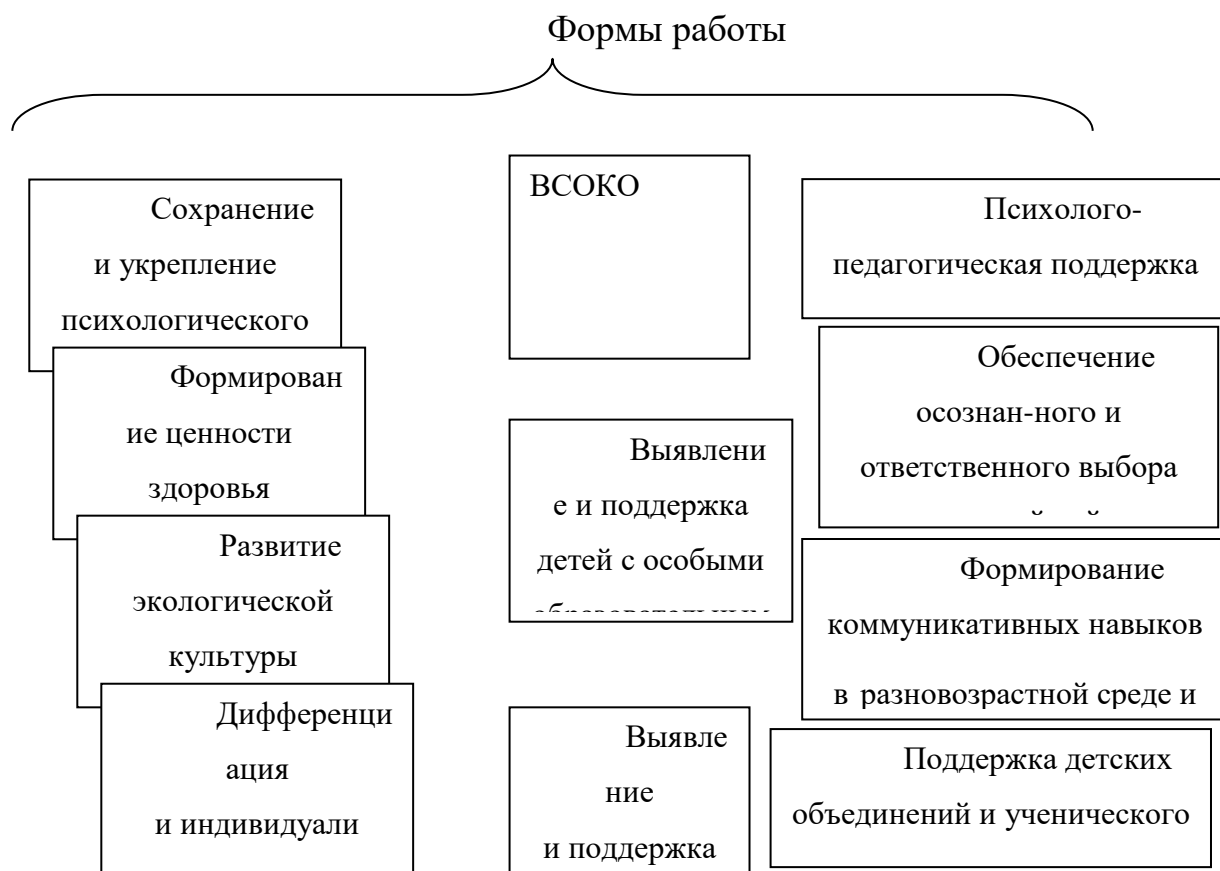 Формы работы
Сохранение
и укрепление
психологического
Формирован
ие ценности
здоровья
Развитие
экологической
культуры
Дифференци
ация
и индивидуали
ВСОКО
Выявлени
е и поддержка
детей с особыми
Выявле
ние
и поддержка
Психолого-
педагогическая поддержка
Обеспечение
осознан-ного и
ответственного выбора
Формирование
коммуникативных навыков
в разновозрастной среде и
Поддержка детских
объединений и ученического